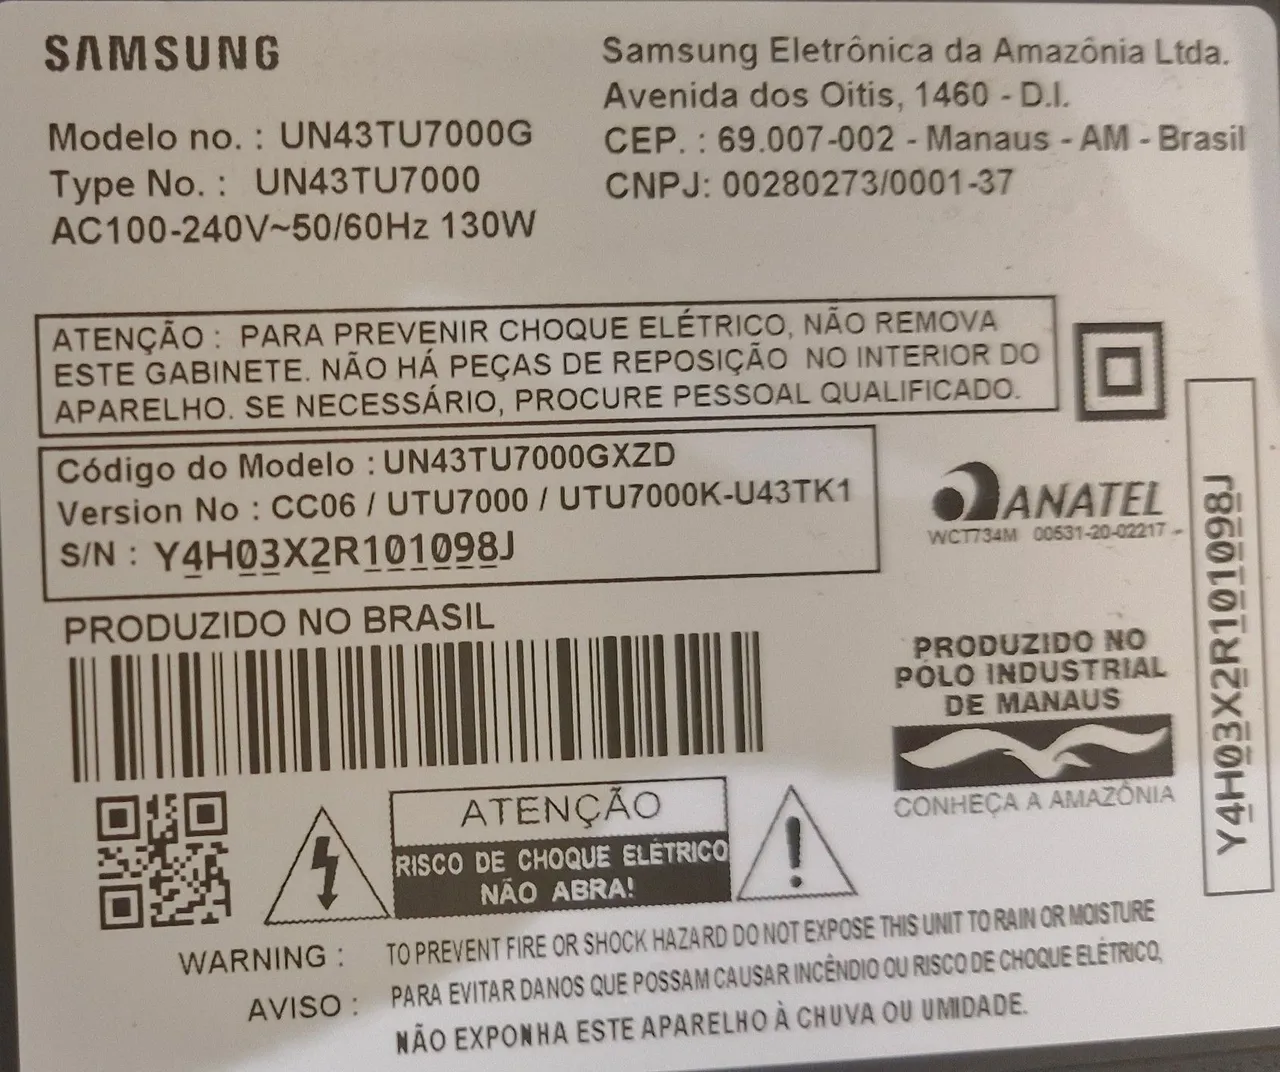 SAMSUNG
Modelo no. : UN43TU7000G
Type No. : UN43TU7000
AC100-240V~50/60Hz 130W
Samsung Eletrônica da Amazônia Ltda.
Avenida dos Oitis, 1460 - D.I.
CEP. : 69.007-002 - Manaus - AM - Brasil
CNPJ: 00280273/0001-37
ATENÇÃO : PARA PREVENIR CHOQUE ELÉTRICO, NÃO REMOVA
ESTE GABINETE. NÃO HÁ PEÇAS DE REPOSIÇÃO NO INTERIOR DO
APARELHO. SE NECESSÁRIO, PROCURE PESSOAL QUALIFICADO.
Código do Modelo : UN43TU7000GXZD
Version No : CC06 / UTU7000 / UTU7000K-U43TK1
S/N : Y4H03X2R101098J
ANATEL
WCT734M 00531-20-02217 -
Y4H03X2R101098J
PRODUZIDO NO BRASIL
PRODUZIDO NO
PÓLO INDUSTRIAL
DE MANAUS
CONHEÇA A AMAZÔNIA
ATENÇÃO
RISCO DE CHOQUE ELÉTRICO
NÃO ABRA!
WARNING : TO PREVENT FIRE OR SHOCK HAZARD DO NOT EXPOSE THIS UNIT TO RAIN OR MOISTURE
AVISO : PARA EVITAR DANOS QUE POSSAM CAUSAR INCÊNDIO OU RISCO DE CHOQUE ELÉTRICO,
NÃO EXPONHA ESTE APARELHO À CHUVA OU UMIDADE.